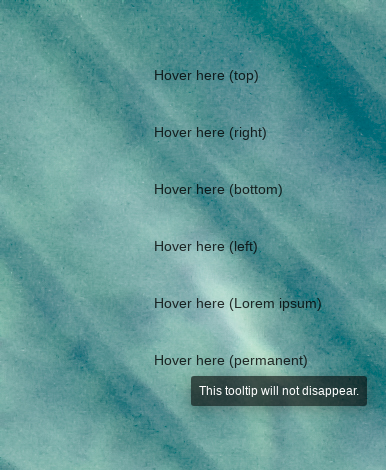 Hover here (top)
Hover here (right)
Hover here (bottom)
Hover here (left)
Hover here (Lorem ipsum)
Hover here (permanent)
This tooltip will not disappear.